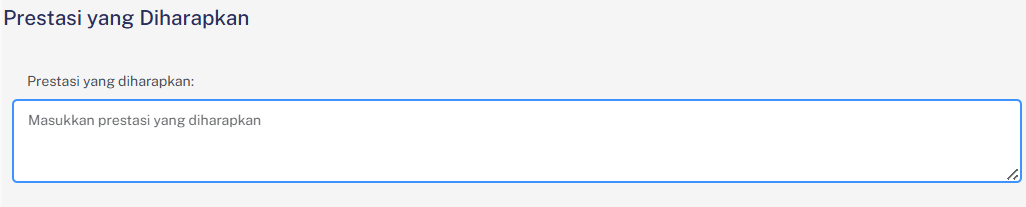 Prestasi yang Diharapkan
Prestasi yang diharapkan:
Masukkan prestasi yang diharapkan